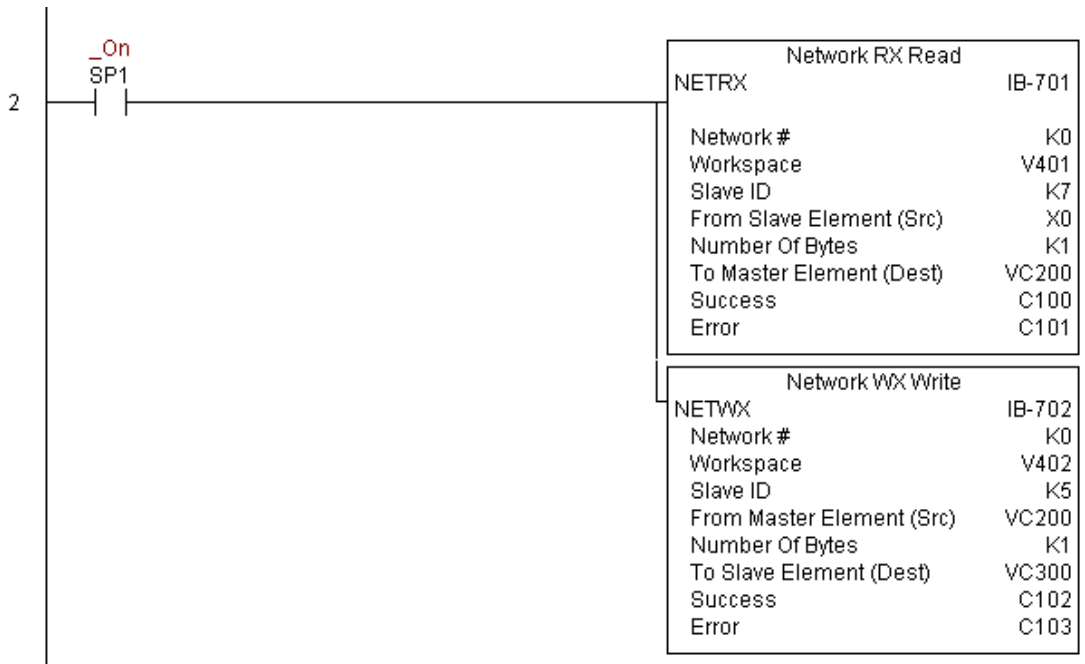 _On
SP1
2
Network RX Read
NETRX IB-701
Network # K0
Workspace V401
Slave ID K7
From Slave Element (Src) X0
Number Of Bytes K1
To Master Element (Dest) VC200
Success C100
Error C101
Network WX Write
NETWX IB-702
Network # K0
Workspace V402
Slave ID K5
From Master Element (Src) VC200
Number Of Bytes K1
To Slave Element (Dest) VC300
Success C102
Error C103